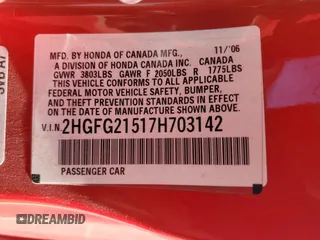 MFD. BY HONDA OF CANADA MFG., 11/'06
A DIVISION OF HONDA CANADA INC. CANADA
GVWR 3803LBS GAWR F 2050LBS R 1775LBS
THIS VEHICLE CONFORMS TO ALL APPLICABLE
FEDERAL MOTOR VEHICLE SAFETY, BUMPER,
AND THEFT PREVENTION STANDARDS IN EFFECT
ON THE DATE OF MANUFACTURE SHOWN ABOVE.
V.I.N. 2HGFG21517H703142
PASSENGER CAR
DREAMBID